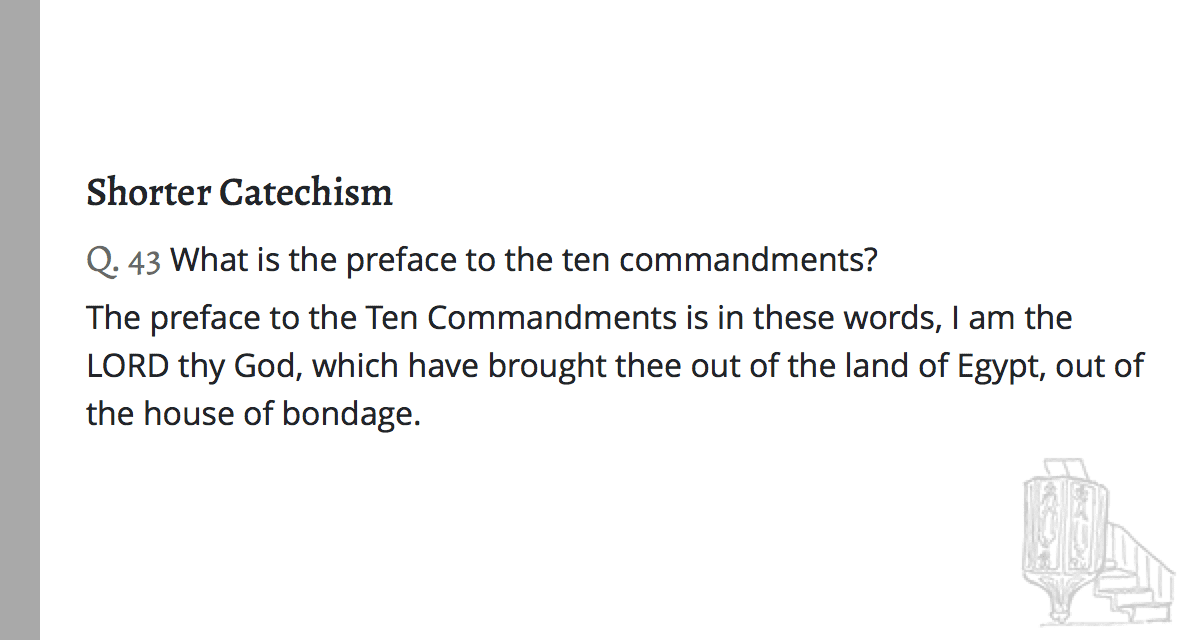 Shorter Catechism
Q. 43 What is the preface to the ten commandments?
The preface to the Ten Commandments is in these words, I am the
LORD thy God, which have brought thee out of the land of Egypt, out of
the house of bondage.